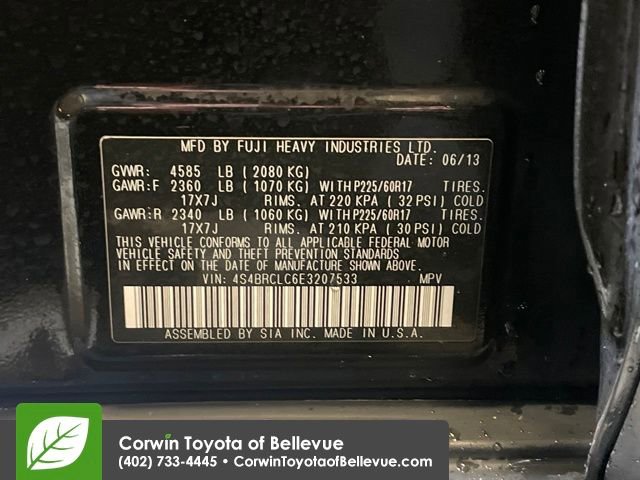 MFD BY FUJI HEAVY INDUSTRIES LTD.
DATE: 06/13
GVWR: 4585 LB (2080 KG)
GAWR:F 2360 LB (1070 KG) WITH P225/60R17 TIRES.
17X7J RIMS. AT 220 KPA (32 PSI) COLD
GAWR:R 2340 LB (1060 KG) WITH P225/60R17 TIRES.
17X7J RIMS. AT 210 KPA (30 PSI) COLD
THIS VEHICLE CONFORMS TO ALL APPLICABLE FEDERAL MOTOR
VEHICLE SAFETY AND THEFT PREVENTION STANDARDS
IN EFFECT ON THE DATE OF MANUFACTURE SHOWN ABOVE.
VIN: 4S4BRCLC6E3207533 MPV
ASSEMBLED BY SIA INC. MADE IN U.S.A.
Corwin Toyota of Bellevue
(402) 733-4445 • CorwinToyotaofBellevue.com